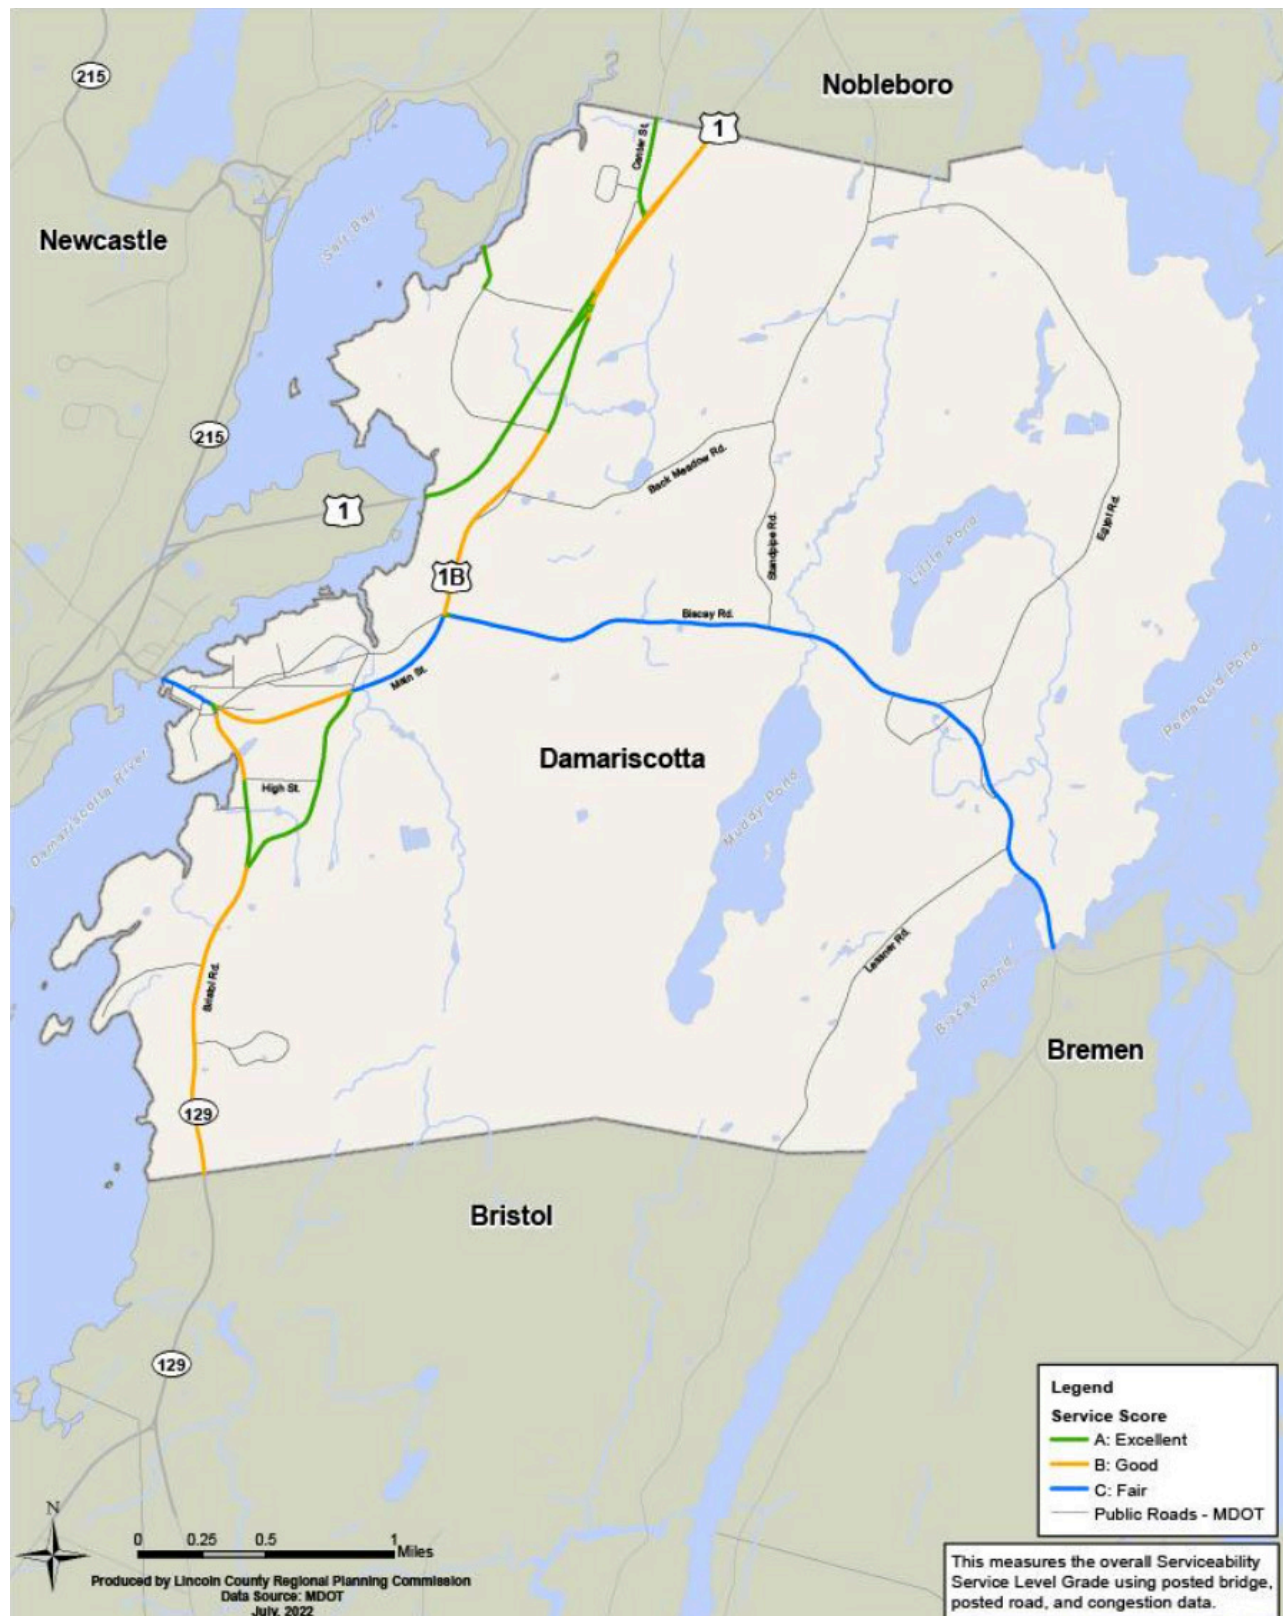 Nobleboro
215
1
Center St.
Newcastle
Salt Bay
215
1
Back Meadow Rd.
Standpipe Rd.
Egypt Rd.
Little Pond
1B
Biscay Rd.
Main St.
Pemaquid Pond
Damariscotta
Damariscotta River
High St.
Muddy Pond
Bristol Rd.
Lessner Rd.
Biscay Pond
Bremen
129
Bristol
129
Legend
Service Score
A: Excellent
B: Good
C: Fair
Public Roads - MDOT
N
0 0.25 0.5 1
Miles
Produced by Lincoln County Regional Planning Commission
Data Source: MDOT
July, 2022
This measures the overall Serviceability
Service Level Grade using posted bridge,
posted road, and congestion data.